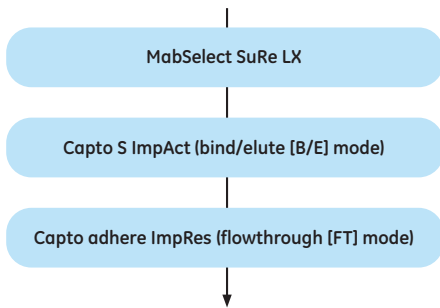 MabSelect SuRe LX
Capto S ImpAct (bind/elute [B/E] mode)
Capto adhere ImpRes (flowthrough [FT] mode)